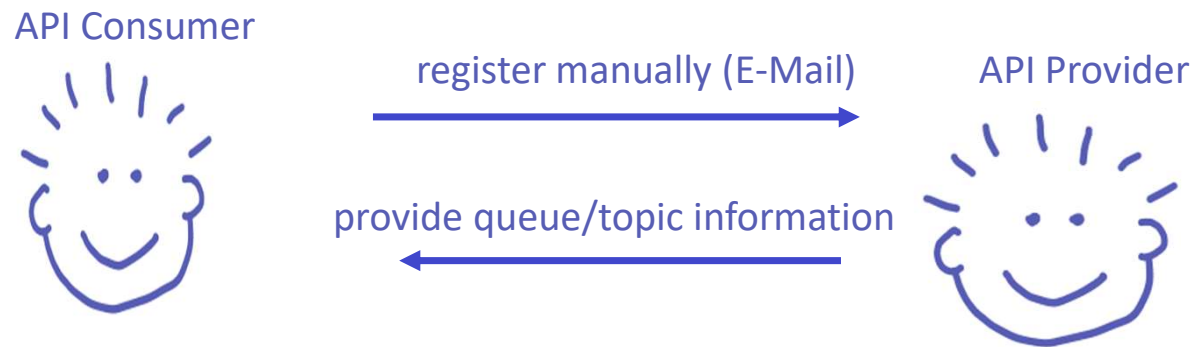 API Consumer
register manually (E-Mail)
API Provider
provide queue/topic information